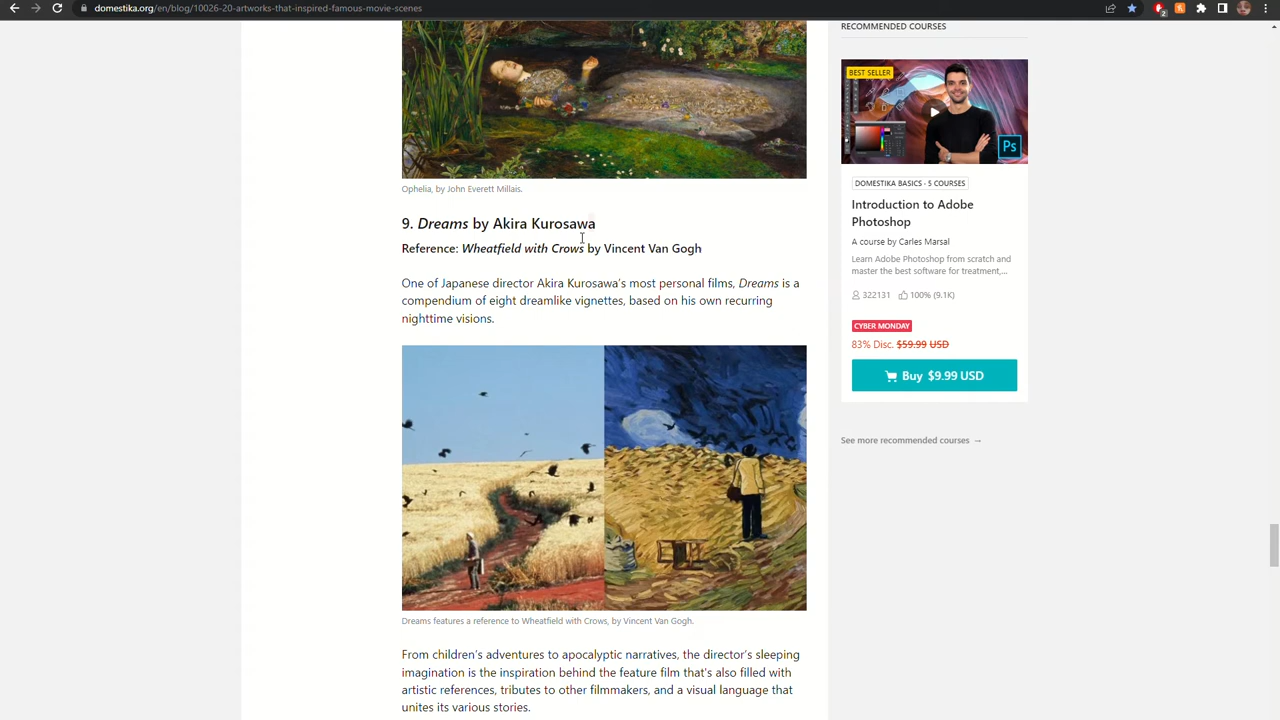 domestika.org/en/blog/10026-20-artworks-that-inspired-famous-movie-scenes
2
RECOMMENDED COURSES
BEST SELLER
Ps
Ophelia, by John Everett Millais.
DOMESTIKA BASICS · 5 COURSES
Introduction to Adobe
Photoshop
A course by Carles Marsal
Learn Adobe Photoshop from scratch and
master the best software for treatment,...
322131 100% (9.1K)
CYBER MONDAY
83% Disc. $59.99 USD
Buy $9.99 USD
See more recommended courses →
9. Dreams by Akira Kurosawa
Reference: Wheatfield with Crows by Vincent Van Gogh
One of Japanese director Akira Kurosawa's most personal films, Dreams is a
compendium of eight dreamlike vignettes, based on his own recurring
nighttime visions.
Dreams features a reference to Wheatfield with Crows, by Vincent Van Gogh.
From children's adventures to apocalyptic narratives, the director's sleeping
imagination is the inspiration behind the feature film that's also filled with
artistic references, tributes to other filmmakers, and a visual language that
unites its various stories.